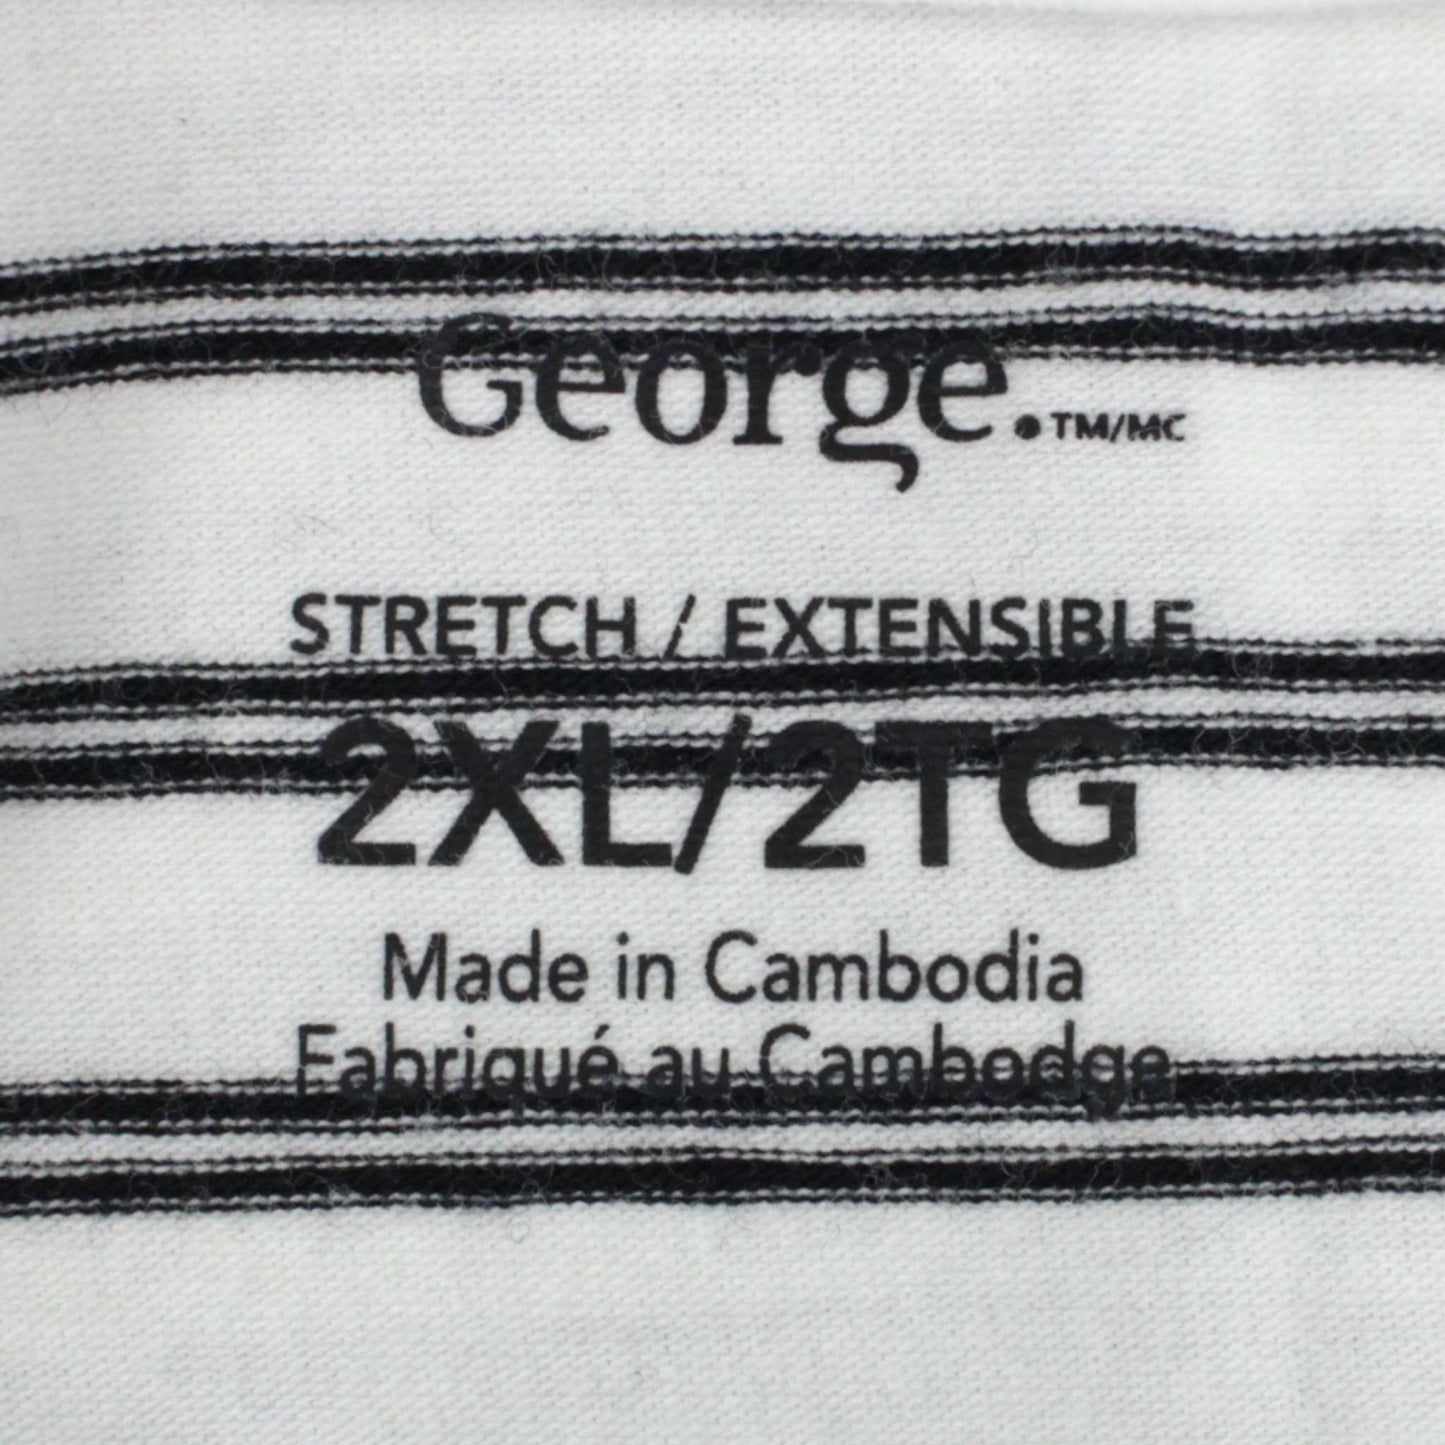 George.TM/MC
STRETCH / EXTENSIBLE
2XL/2TG
Made in Cambodia
Fabriqué au Cambodge